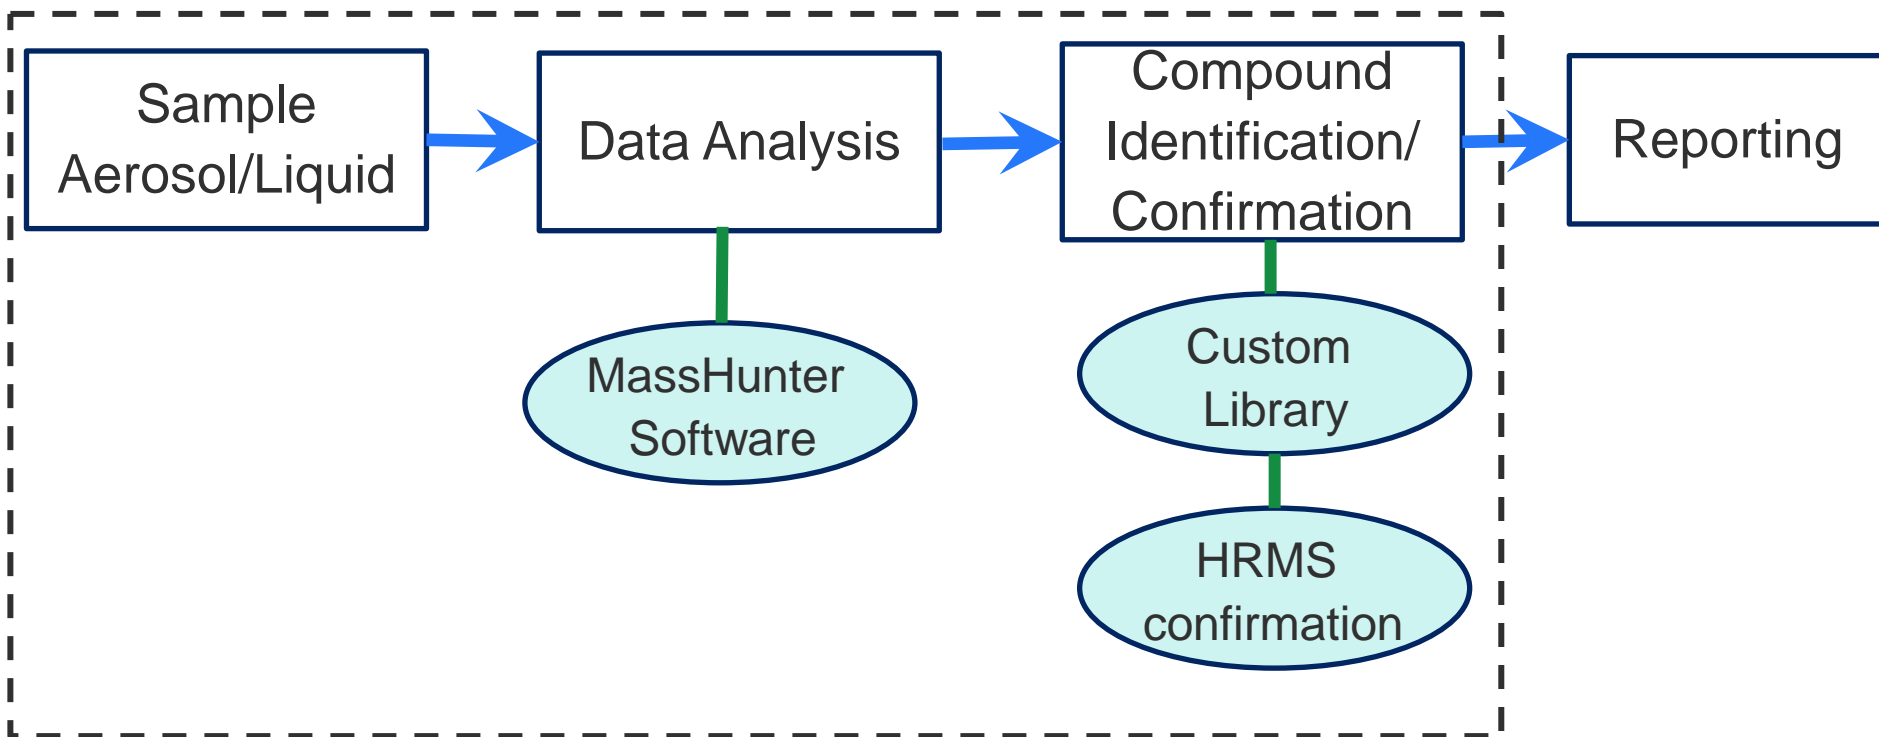 Sample
Aerosol/Liquid
Data Analysis
Compound
Identification/
Confirmation
Reporting
MassHunter
Software
Custom
Library
HRMS
confirmation